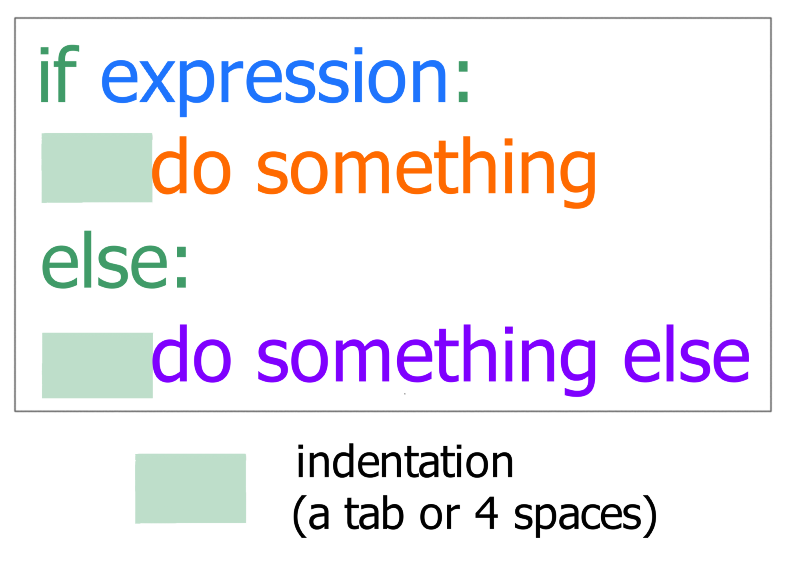 if expression:
do something
else:
do something else
indentation
(a tab or 4 spaces)